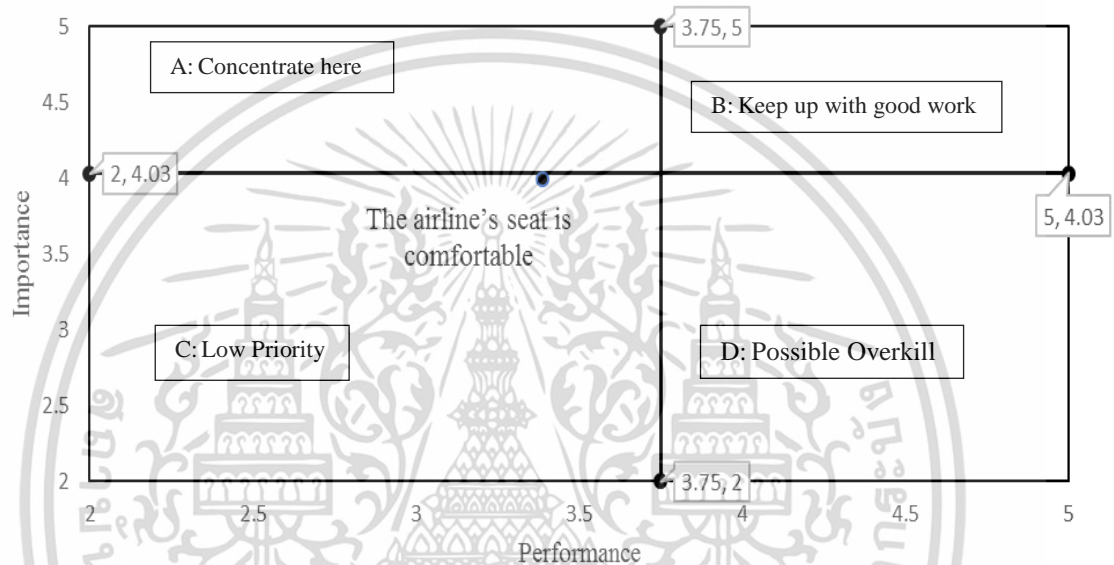 5
3.75, 5
A: Concentrate here
4.5
B: Keep up with good work
2, 4.03
4
The airline's seat is
comfortable
5, 4.03
Importance
3.5
3
C: Low Priority
D: Possible Overkill
2.5
2
3.75, 2
2
2.5
3
3.5
4
4.5
5
Performance